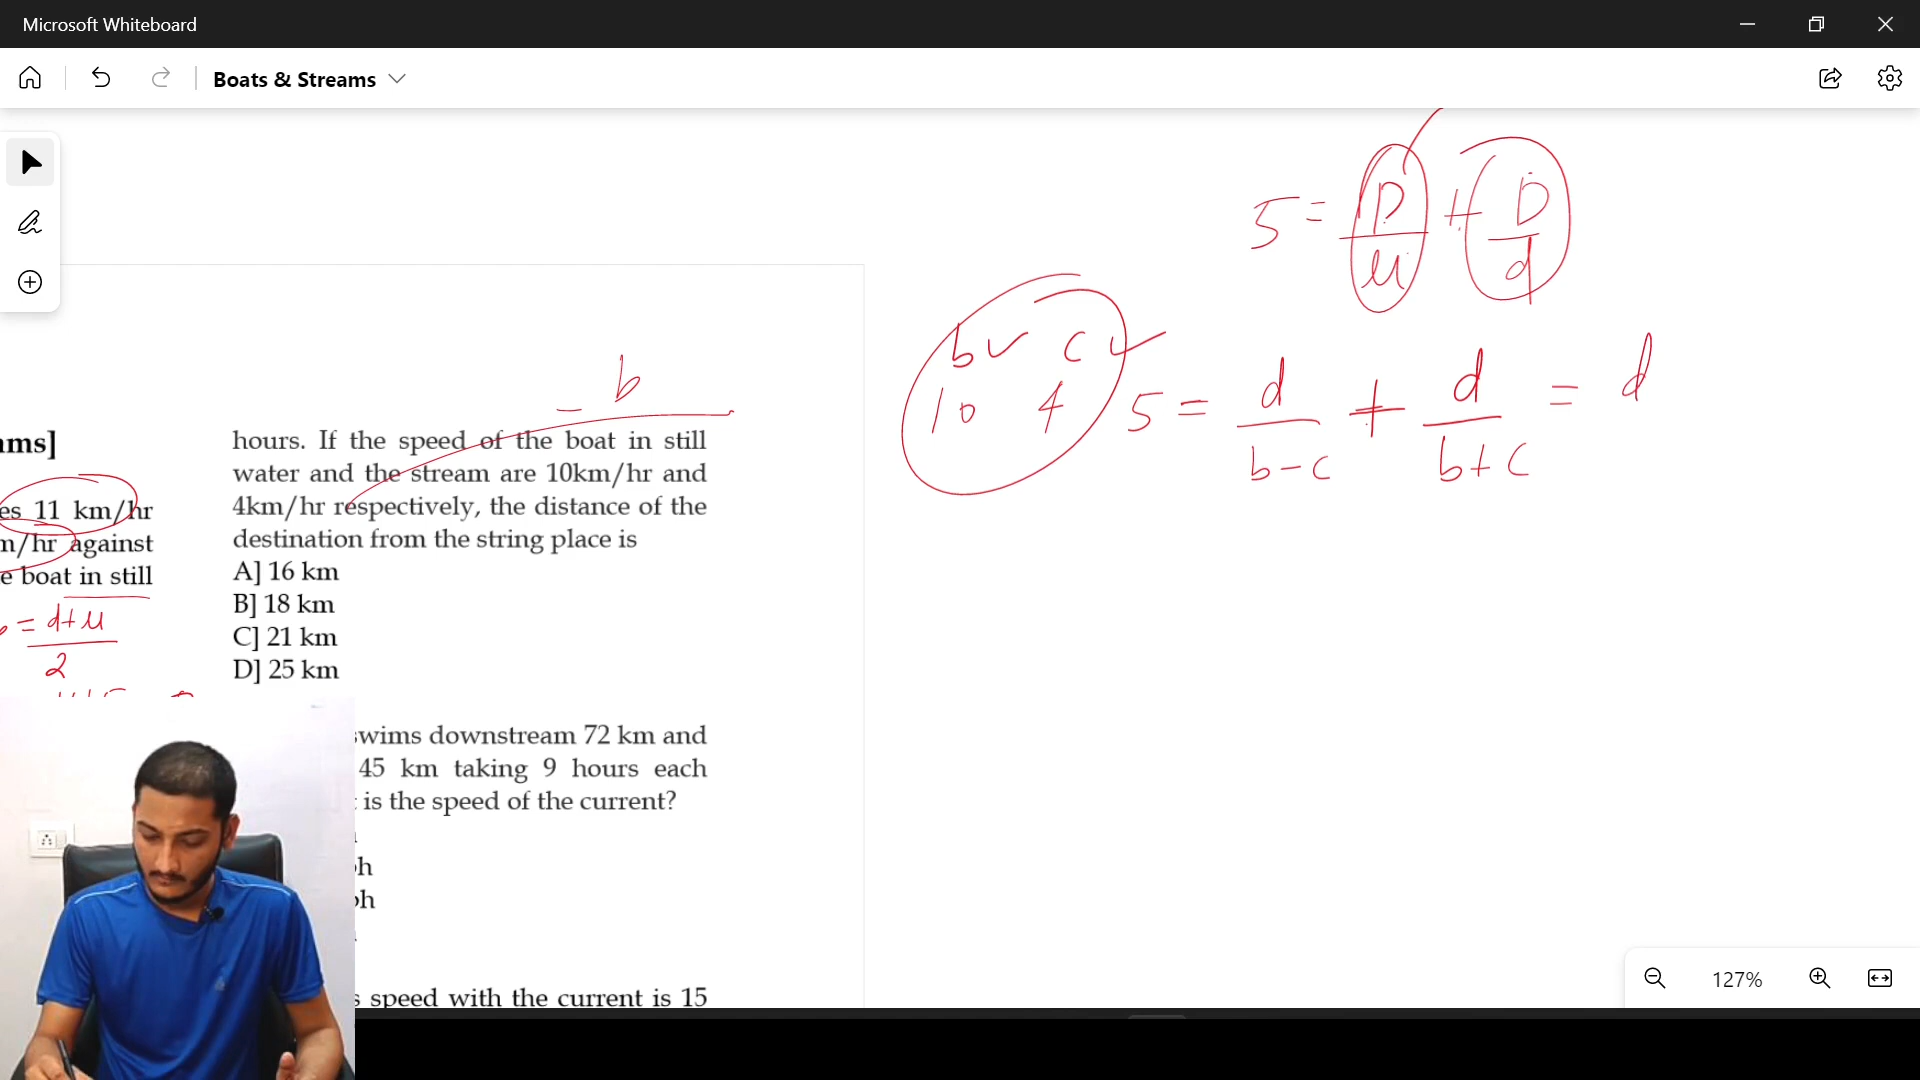 Microsoft Whiteboard
Boats & Streams
5 = D/u + D/d
b c
10 4
5 = d/b-c + d/b+c = d
b
ms]
hours. If the speed of the boat in still
water and the stream are 10km/hr and
4km/hr respectively, the distance of the
destination from the string place is
A] 16 km
B] 18 km
C] 21 km
D] 25 km
es 11 km/hr
m/hr against
e boat in still
= d+u
2
swims downstream 72 km and
45 km taking 9 hours each
is the speed of the current?
h
ph
s speed with the current is 15
127%